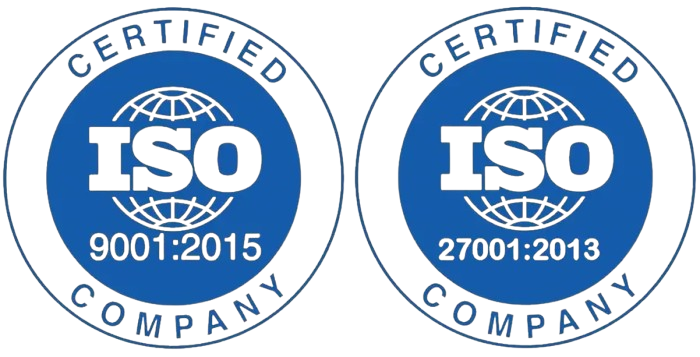 CERTIFIED
ISO
9001:2015
COMPANY
CERTIFIED
ISO
27001:2013
COMPANY